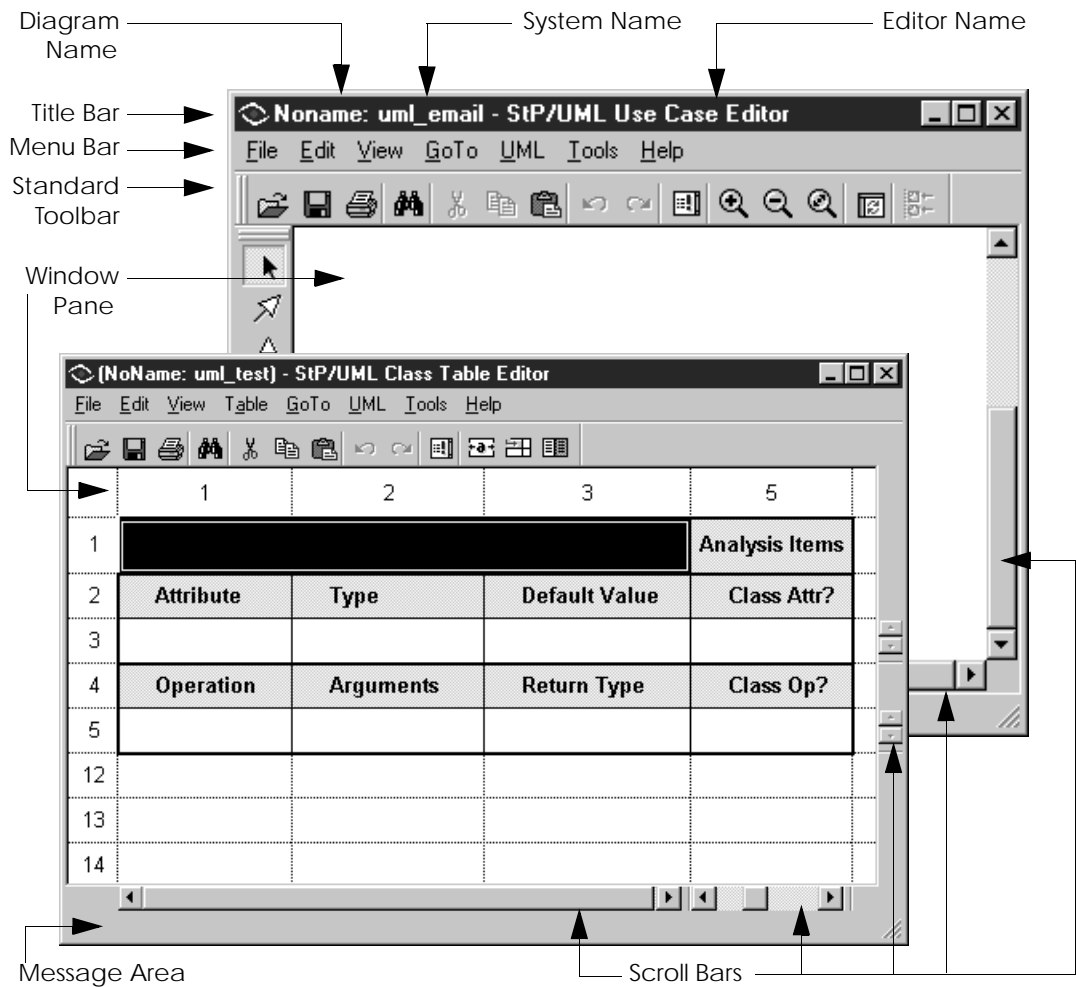 Diagram
Name
System Name
Editor Name
Title Bar
Noname: uml_email - StP/UML Use Case Editor
Menu Bar
File Edit View GoTo UML Tools Help
Standard
Toolbar
Window
Pane
(NoName: uml_test) - StP/UML Class Table Editor
File Edit View Table GoTo UML Tools Help
1 2 3 5
1 Analysis Items
2 Attribute Type Default Value Class Attr?
3
4 Operation Arguments Return Type Class Op?
5
12
13
14
Message Area
Scroll Bars